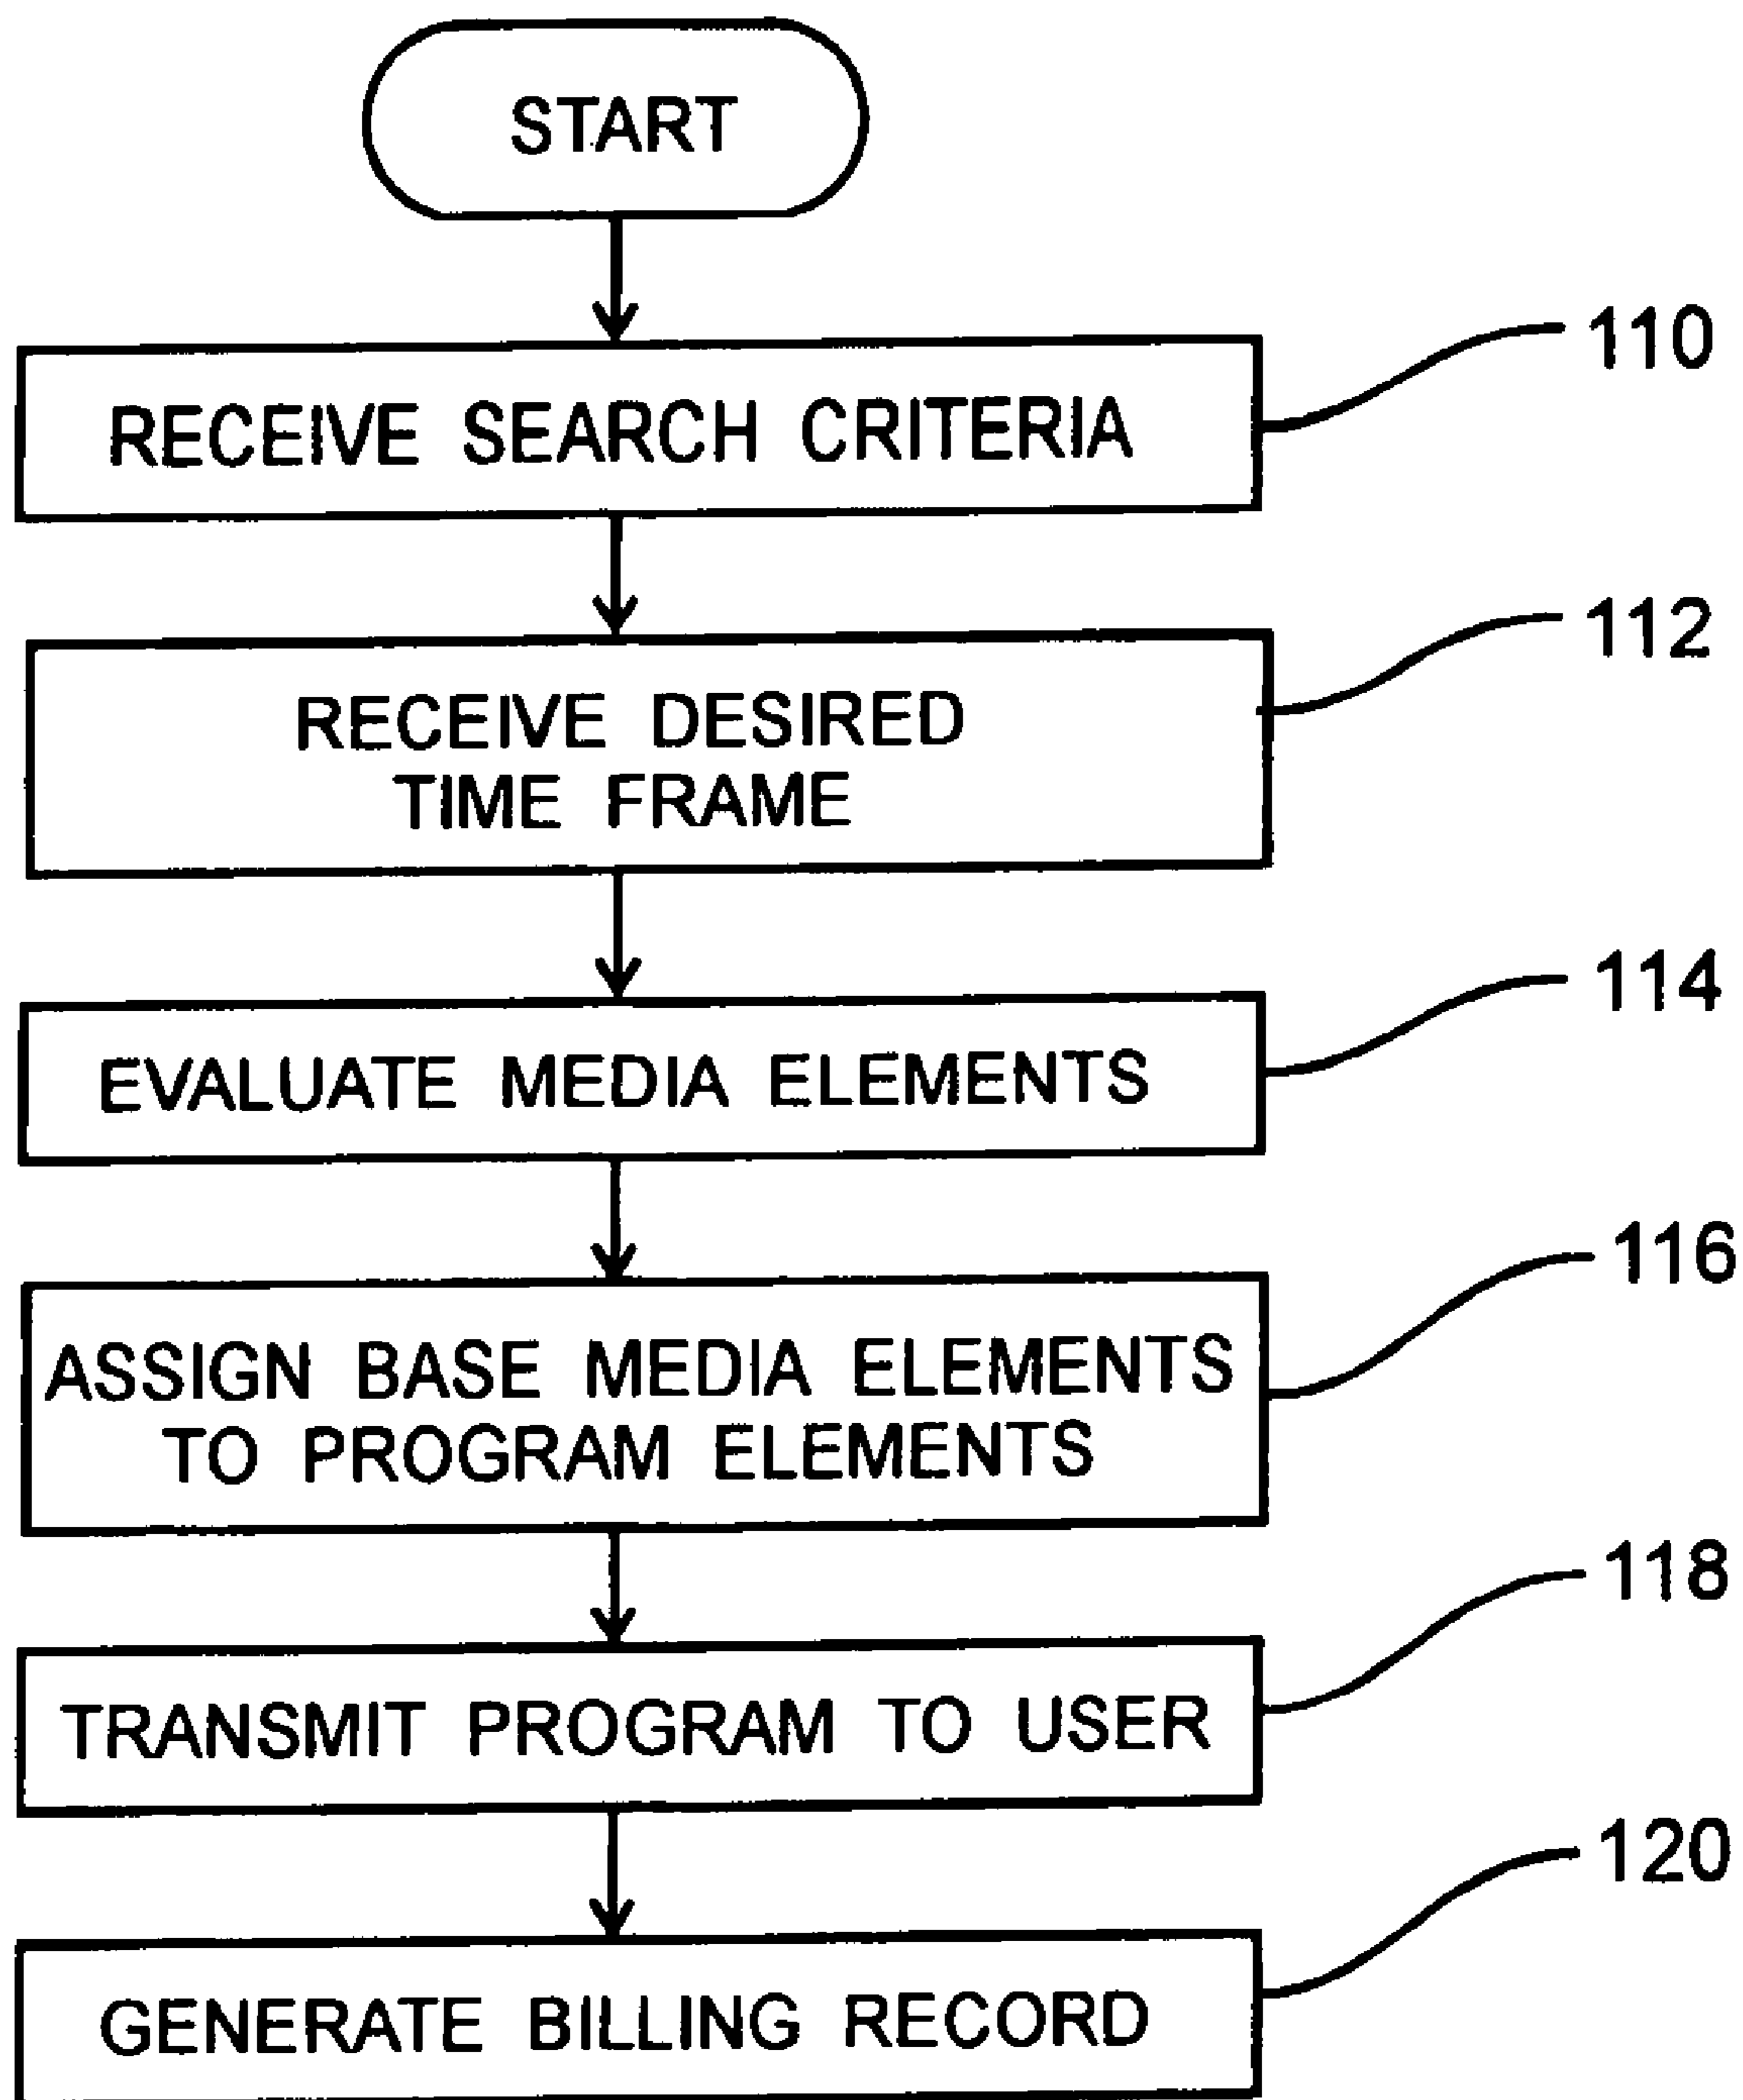 START
110
RECEIVE SEARCH CRITERIA
112
RECEIVE DESIRED
TIME FRAME
114
EVALUATE MEDIA ELEMENTS
116
ASSIGN BASE MEDIA ELEMENTS
TO PROGRAM ELEMENTS
118
TRANSMIT PROGRAM TO USER
120
GENERATE BILLING RECORD